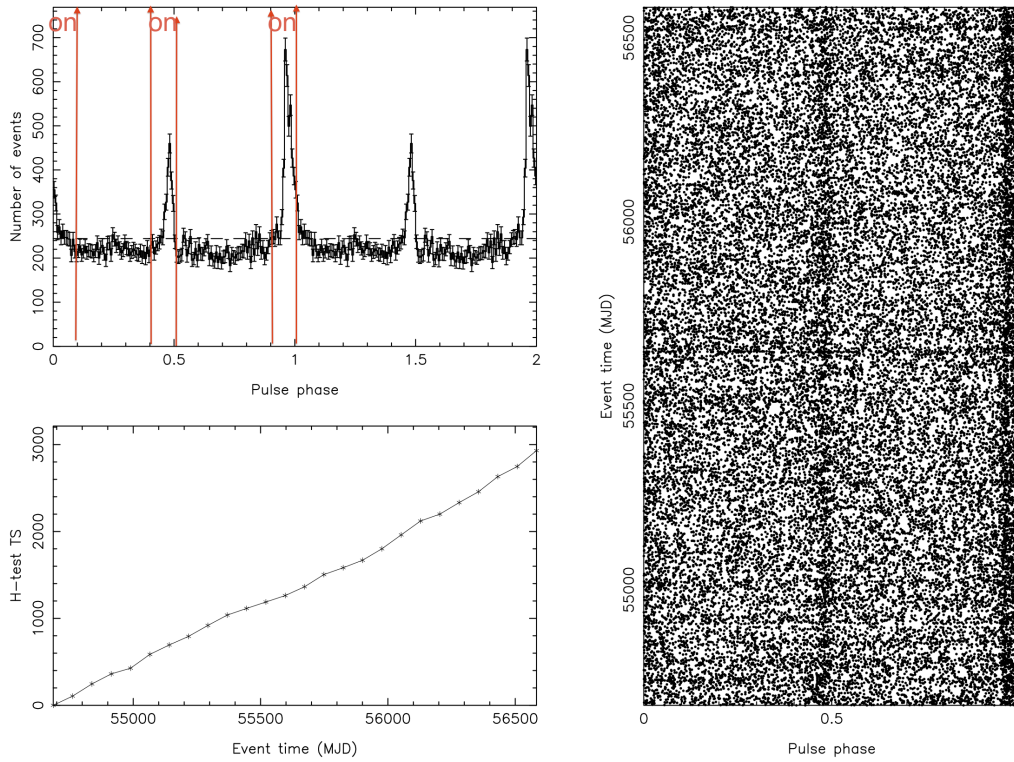 on on on
Number of events
0 100 200 300 400 500 600 700
0 0.5 1 1.5 2
Pulse phase
H−test TS
0 1000 2000 3000
55000 55500 56000 56500
Event time (MJD)
Event time (MJD)
55000 55500 56000 56500
0 0.5
Pulse phase